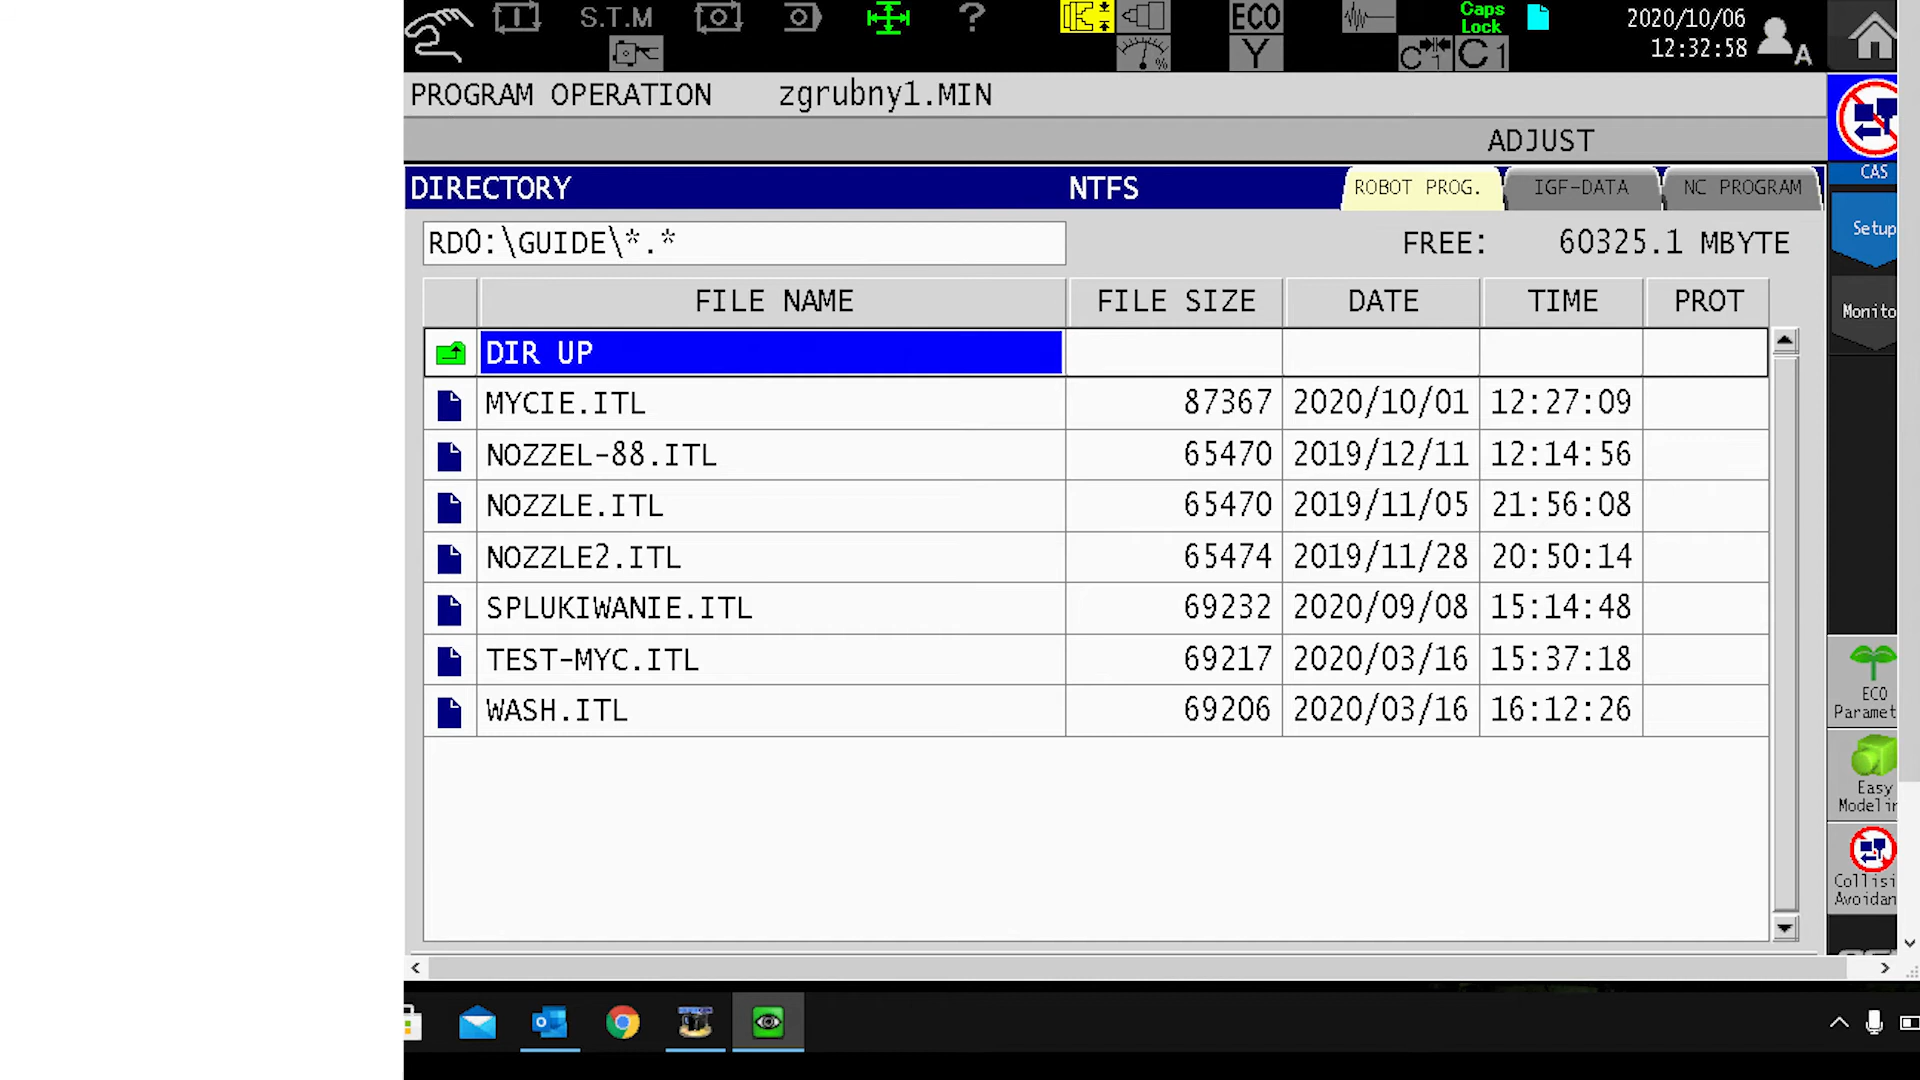 S.T.M
?
ECO
Y
%
Caps
Lock
C 1
C1
2020/10/06
12:32:58
A
PROGRAM OPERATION zgrubny1.MIN
ADJUST
CAS
DIRECTORY NTFS ROBOT PROG. IGF-DATA NC PROGRAM
Setup
RD0:\GUIDE\*.* FREE: 60325.1 MBYTE
FILE NAME FILE SIZE DATE TIME PROT
Monito
DIR UP
MYCIE.ITL 87367 2020/10/01 12:27:09
NOZZEL-88.ITL 65470 2019/12/11 12:14:56
NOZZLE.ITL 65470 2019/11/05 21:56:08
NOZZLE2.ITL 65474 2019/11/28 20:50:14
SPLUKIWANIE.ITL 69232 2020/09/08 15:14:48
TEST-MYC.ITL 69217 2020/03/16 15:37:18
WASH.ITL 69206 2020/03/16 16:12:26
ECO
Paramet
Easy
Modelin
Collisi
Avoidan